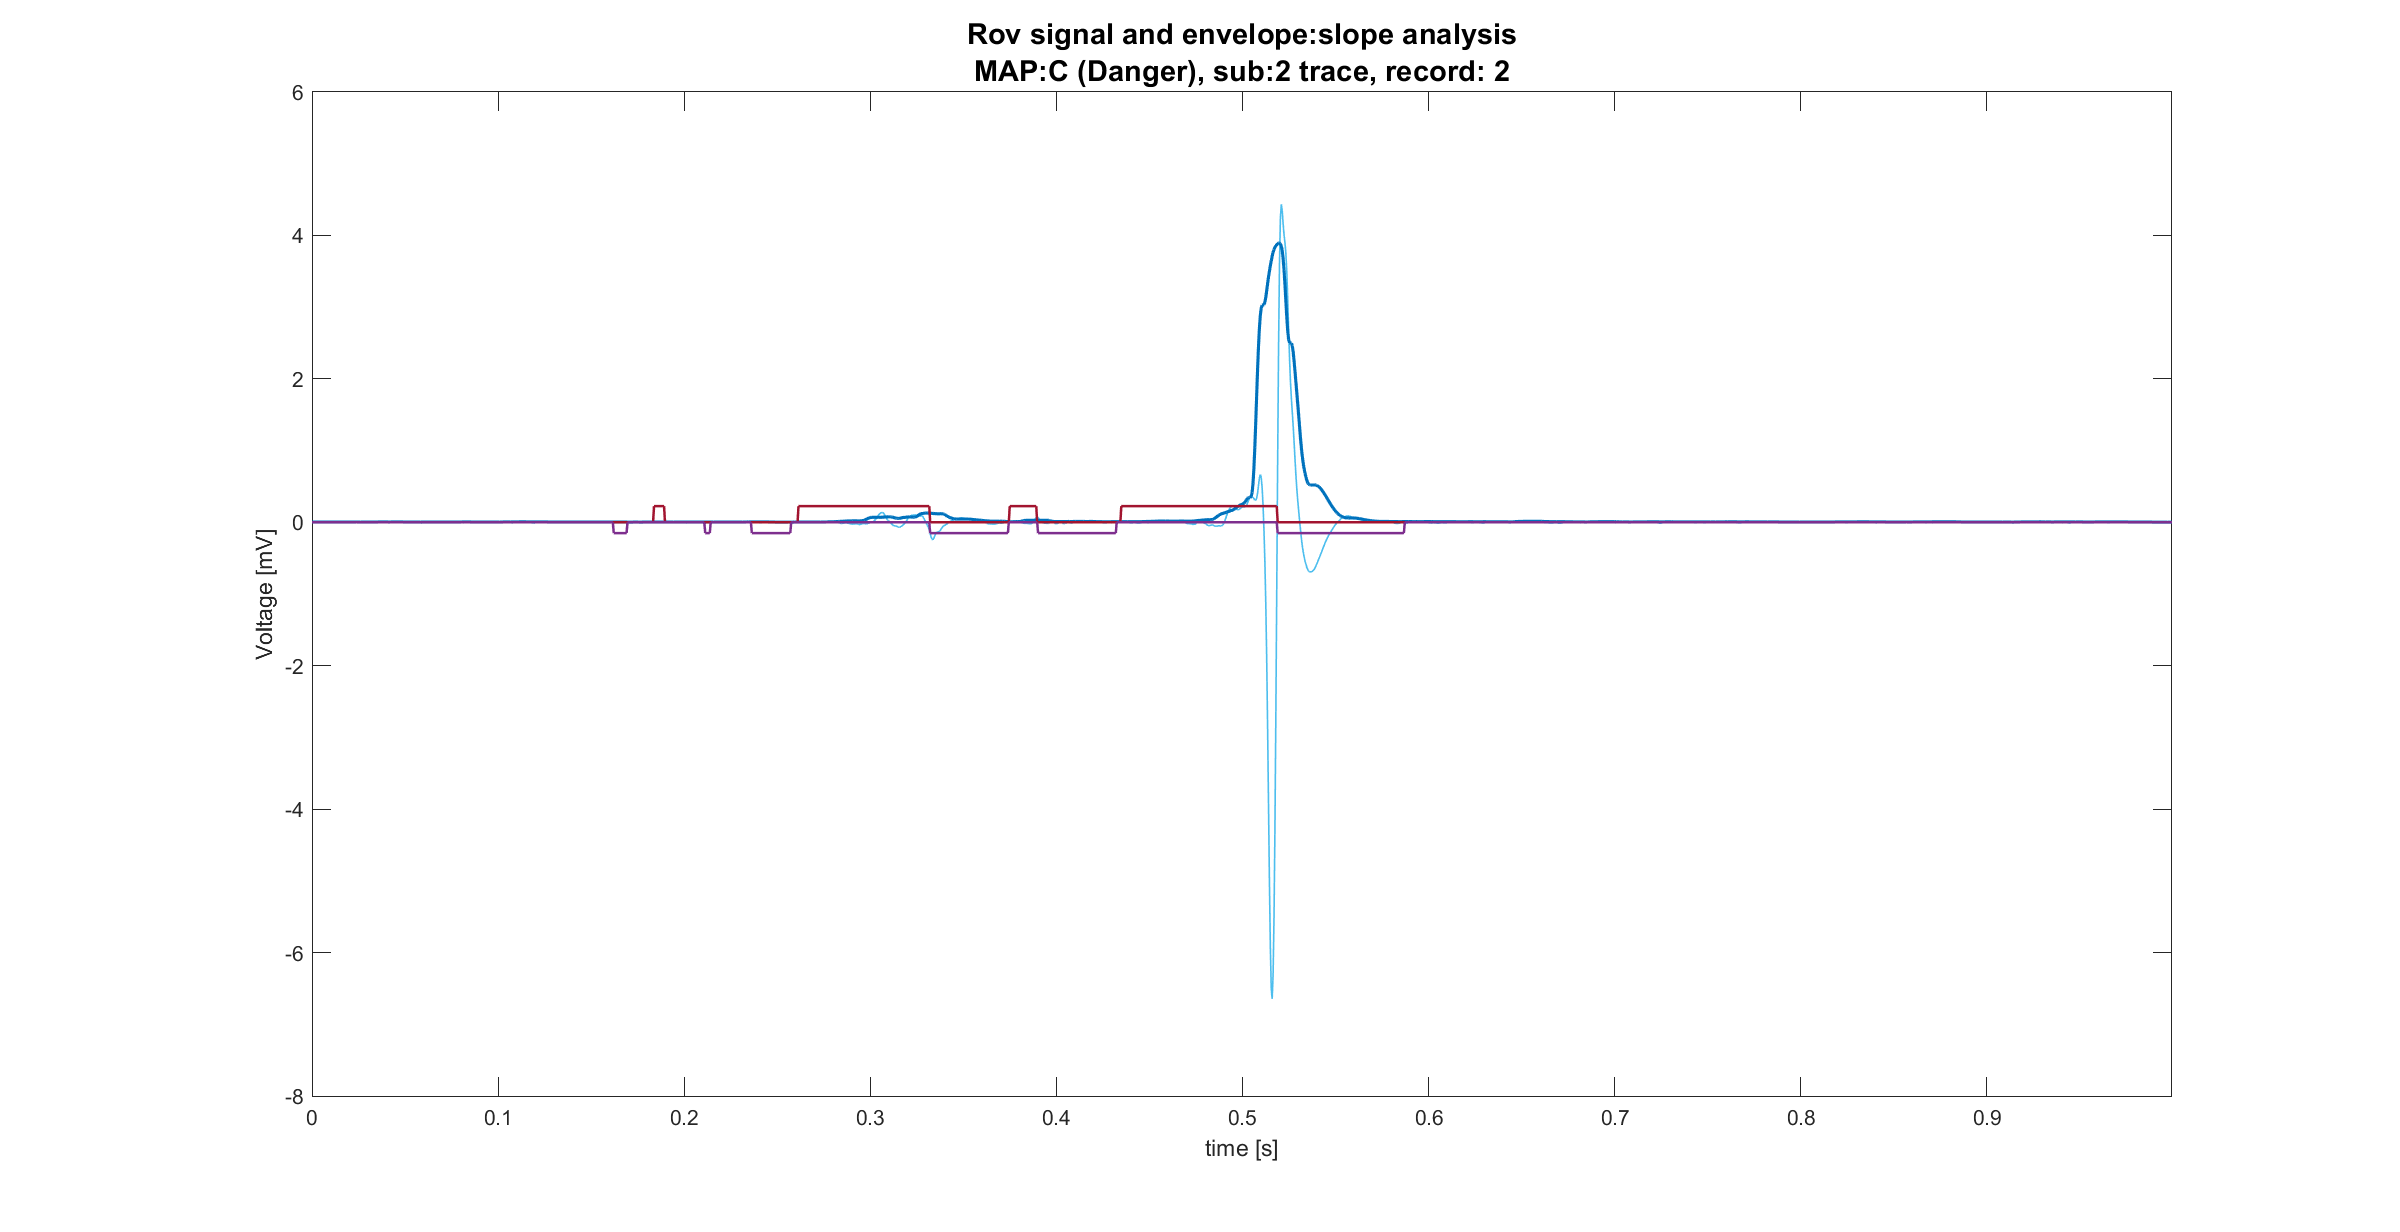 Rov signal and envelope:slope analysis
MAP:C (Danger), sub:2 trace, record: 2
6
4
2
0
-2
-4
-6
-8
Voltage [mV]
0 0.1 0.2 0.3 0.4 0.5 0.6 0.7 0.8 0.9
time [s]